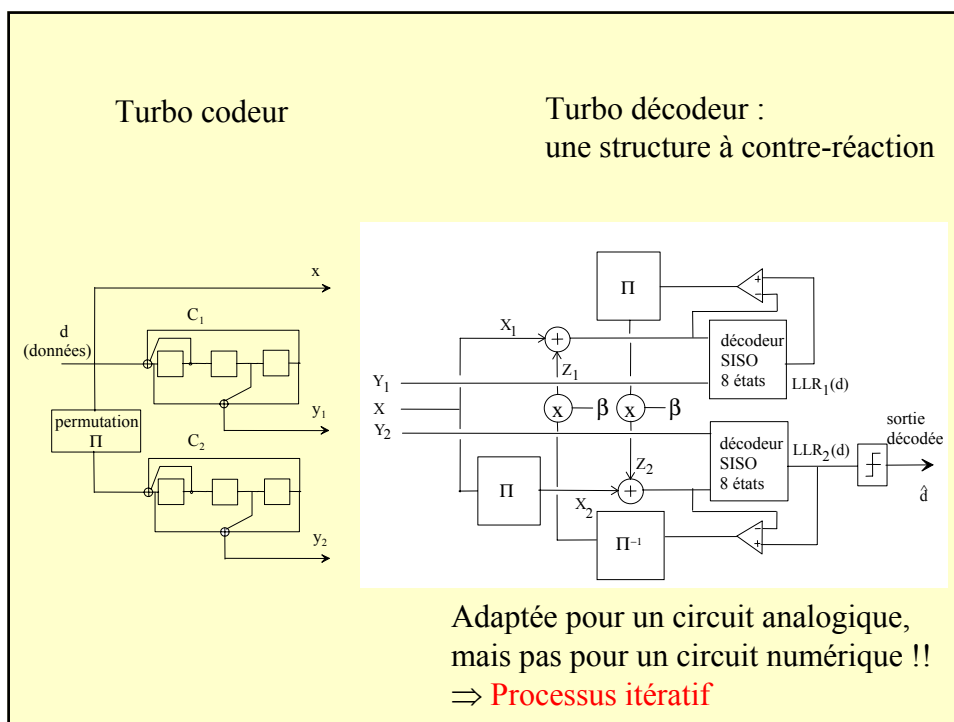 Turbo codeur
Turbo décodeur :
une structure à contre-réaction
x
C₁
d
(données)
y₁
permutation
Π
C₂
y₂
Π
+
−
X₁
+
décodeur
SISO
8 états
Z₁
LLR₁(d)
Y₁
X
Y₂
x
β
x
β
sortie
décodée
décodeur
SISO
8 états
LLR₂(d)
Z₂
Π
X₂
+
d̂
Π⁻¹
−
+
Adaptée pour un circuit analogique,
mais pas pour un circuit numérique !!
⇒ Processus itératif